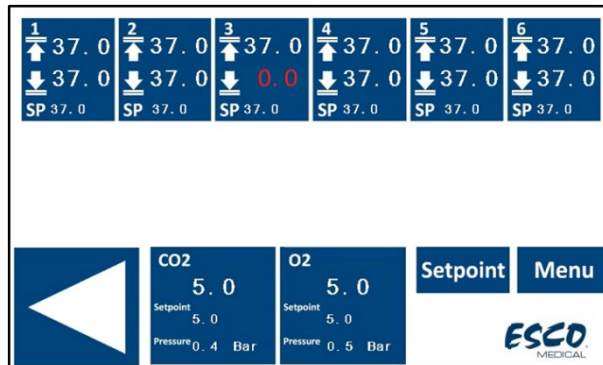 1 2 3 4 5 6
37.0 37.0 37.0 37.0 37.0 37.0
37.0 37.0 0.0 37.0 37.0 37.0
SP 37.0 SP 37.0 SP 37.0 SP 37.0 SP 37.0 SP 37.0
CO2
5.0
Setpoint
5.0
Pressure 0.4 Bar
O2
5.0
Setpoint
5.0
Pressure 0.5 Bar
Setpoint
Menu
ESCO
MEDICAL